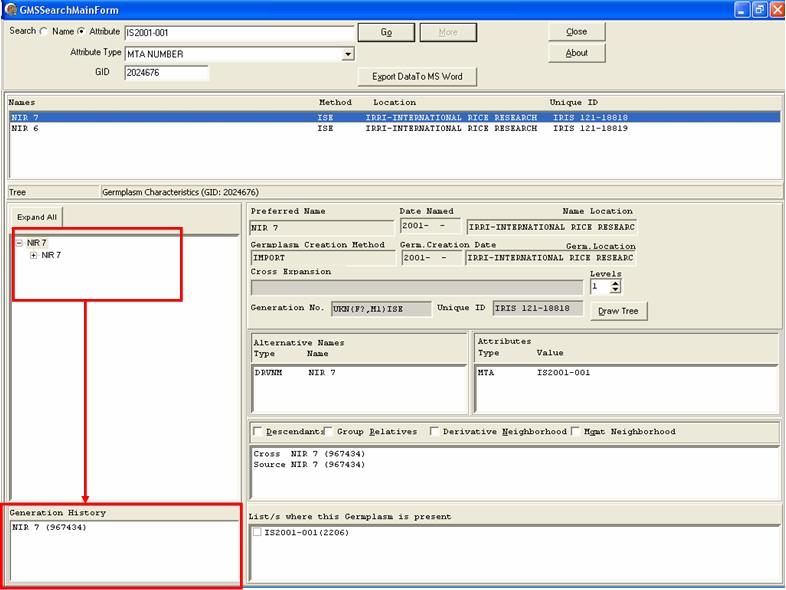 GMSSearchMainForm
Search Name Attribute IS2001-001 Go More Close
Attribute Type MTA NUMBER About
GID 2024676 Export DataTo MS Word
Names Method Location Unique ID
NIR 7 ISE IRRI-INTERNATIONAL RICE RESEARCH IRIS 121-18818
NIR 6 ISE IRRI-INTERNATIONAL RICE RESEARCH IRIS 121-18819
Tree Germplasm Characteristics (GID: 2024676)
Expand All
NIR 7
NIR 7
Preferred Name Date Named Name Location
NIR 7 2001- - IRRI-INTERNATIONAL RICE RESEARC
Germplasm Creation Method Germ.Creation Date Germ.Location
IMPORT 2001- - IRRI-INTERNATIONAL RICE RESEARC
Cross Expansion Levels
1
Generation No. UKN(F?,M1)ISE Unique ID IRIS 121-18818 Draw Tree
Alternative Names
Type Name
DRVNM NIR 7
Attributes
Type Value
MTA IS2001-001
Descendants Group Relatives Derivative Neighborhood Mgmt Neighborhood
Cross NIR 7 (967434)
Source NIR 7 (967434)
Generation History
NIR 7 (967434)
List/s where this Germplasm is present
IS2001-001(2206)